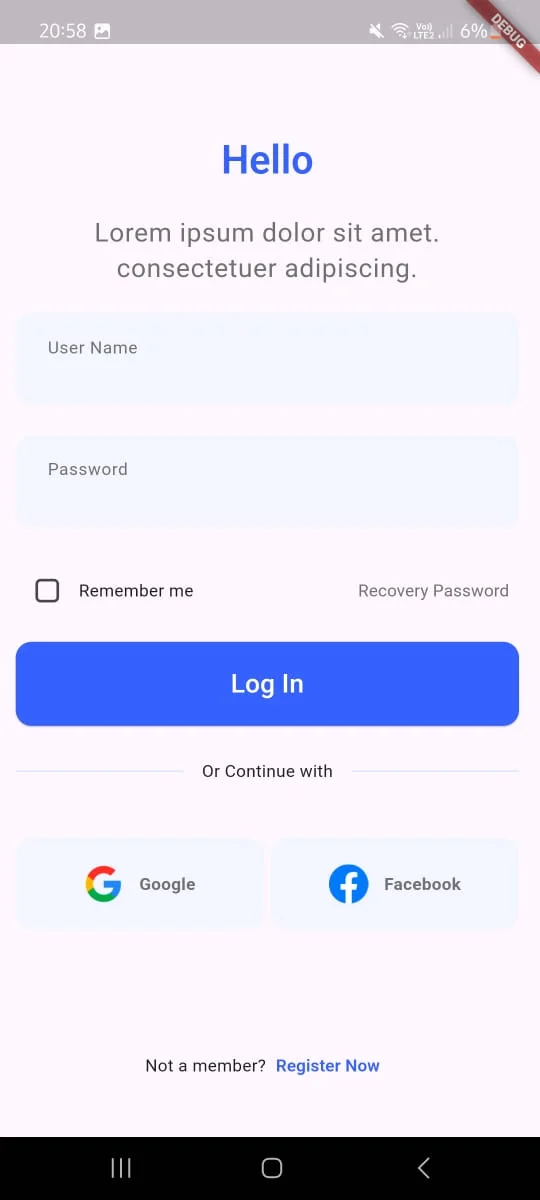 20:58
Vo)) LTE2 6%
DEBUG
Hello
Lorem ipsum dolor sit amet.
consectetuer adipiscing.
User Name
Password
Remember me Recovery Password
Log In
Or Continue with
Google Facebook
Not a member? Register Now